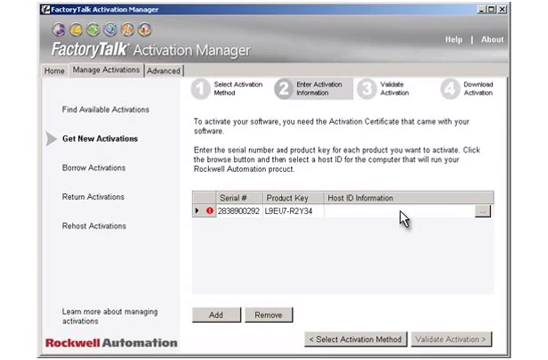 FactoryTalk Activation Manager
FactoryTalk® Activation Manager
Help | About
Home Manage Activations Advanced
1 Select Activation Method
2 Enter Activation Information
3 Validate Activation
4 Download Activation
Find Available Activations
Get New Activations
Borrow Activations
Return Activations
Rehost Activations
Learn more about managing
activations
Rockwell Automation
To activate your software, you need the Activation Certificate that came with your
software.
Enter the serial number and product key for each product you want to activate. Click
the browse button and then select a host ID for the computer that will run your
Rockwell Automation procuct.
Serial # Product Key Host ID Information
2838900292 L9EU7-R2Y34 ...
Add Remove
< Select Activation Method Validate Activation >